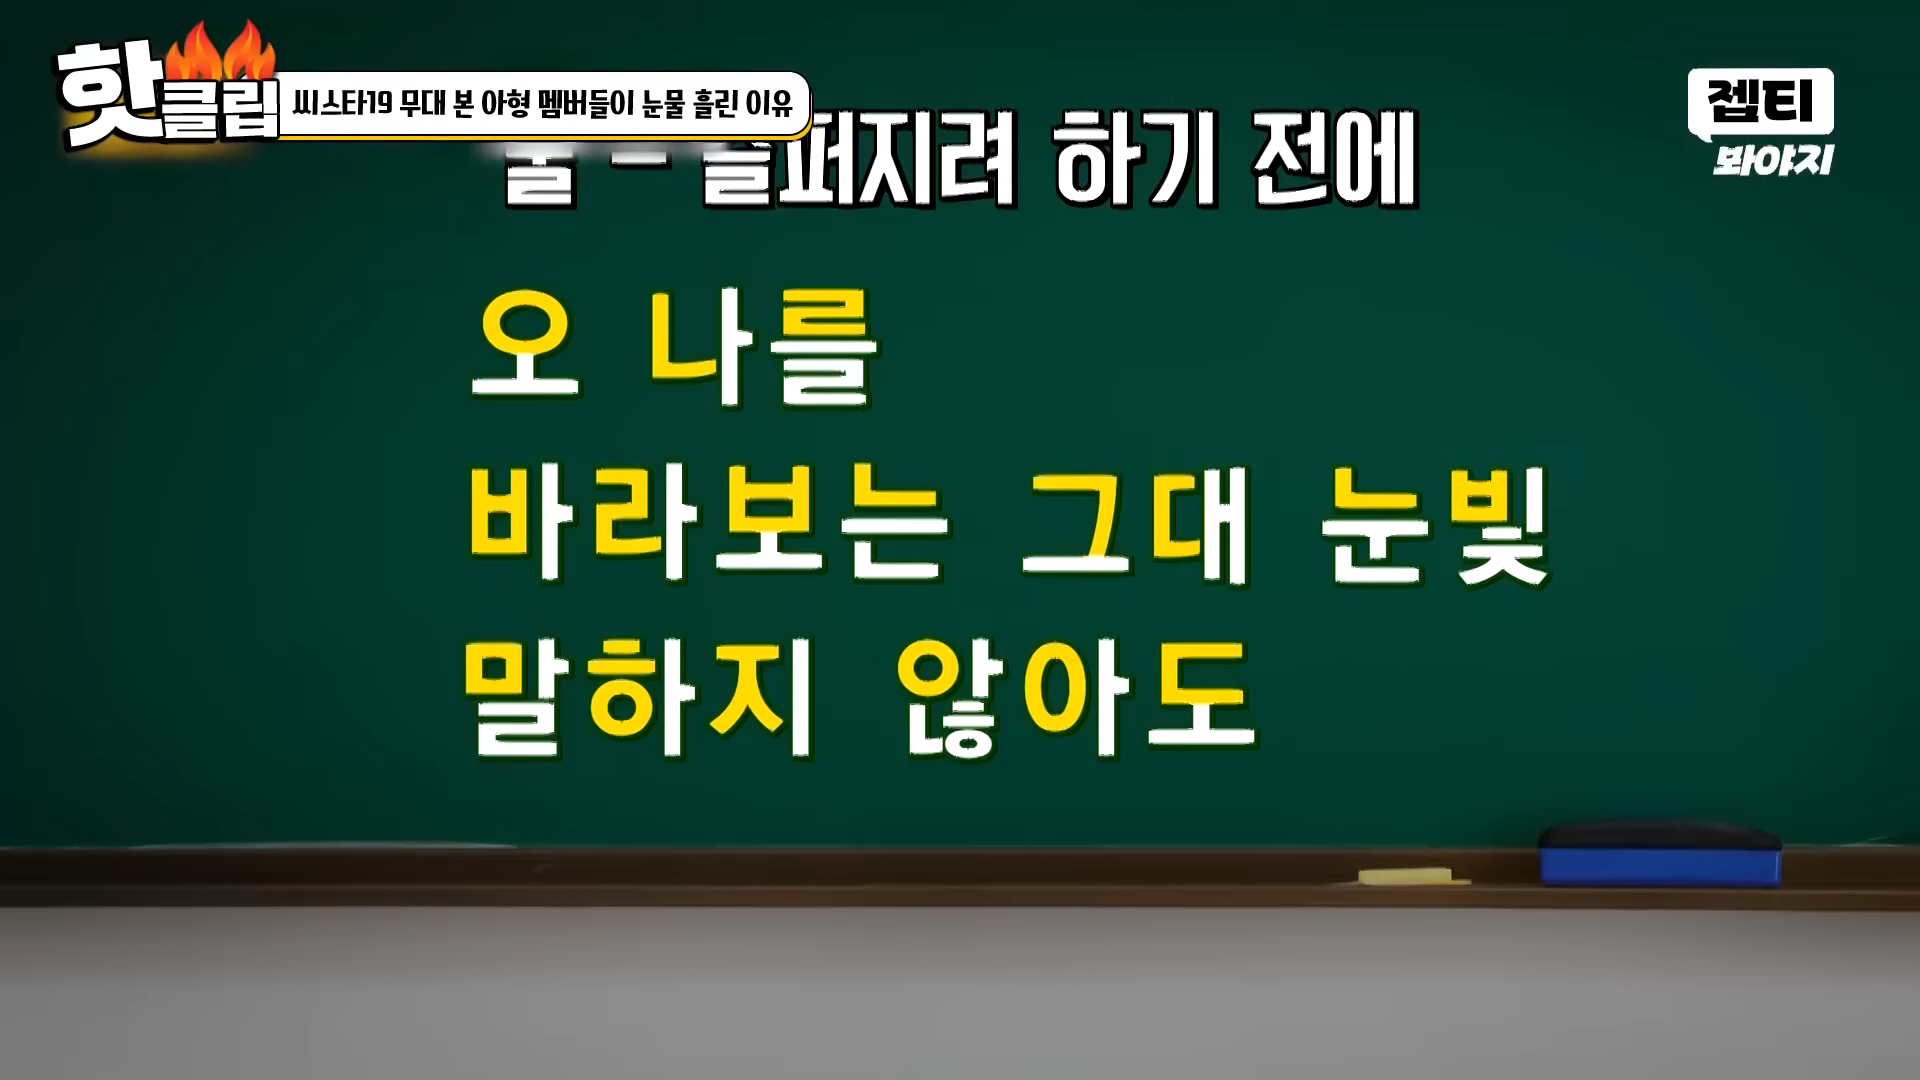 핫클립
씨스타19 무대 본 아형 멤버들이 눈물 흘린 이유
젭티
봐야지
하기 전에
오 나를
바라보는 그대 눈빛
말하지 않아도